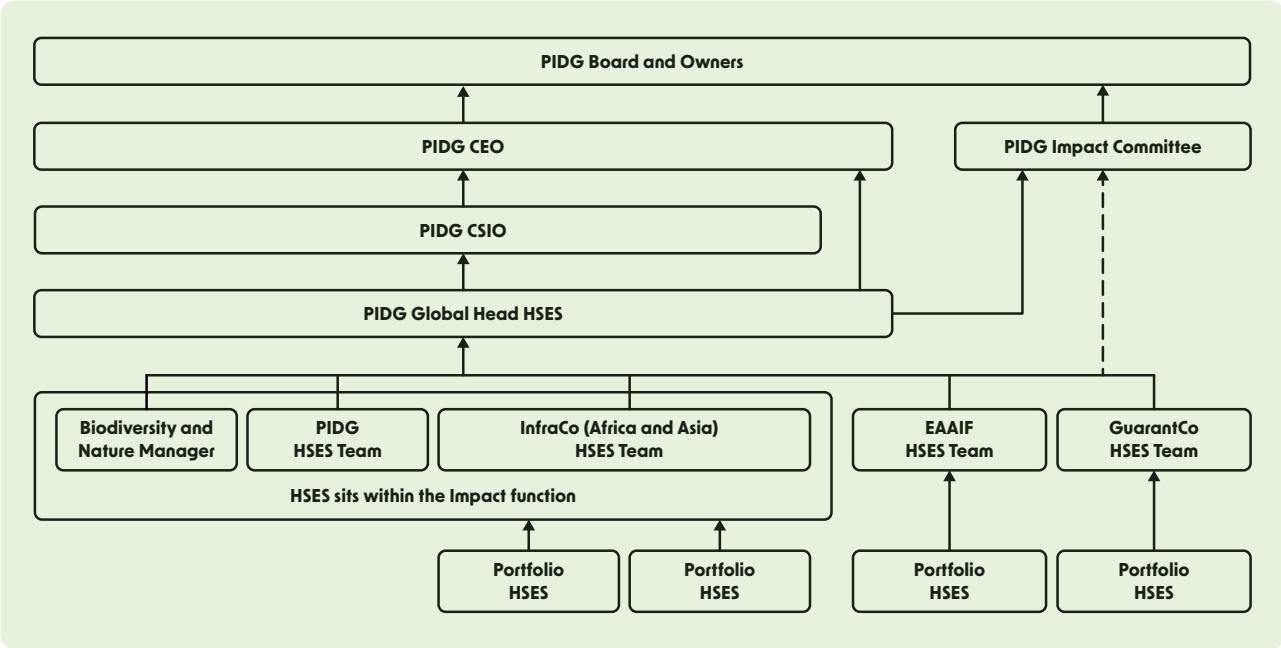 PIDG Board and Owners
PIDG CEO
PIDG Impact Committee
PIDG CSIO
PIDG Global Head HSES
Biodiversity and
Nature Manager
PIDG
HSES Team
InfraCo (Africa and Asia)
HSES Team
EAAIF
HSES Team
GuarantCo
HSES Team
HSES sits within the Impact function
Portfolio
HSES
Portfolio
HSES
Portfolio
HSES
Portfolio
HSES